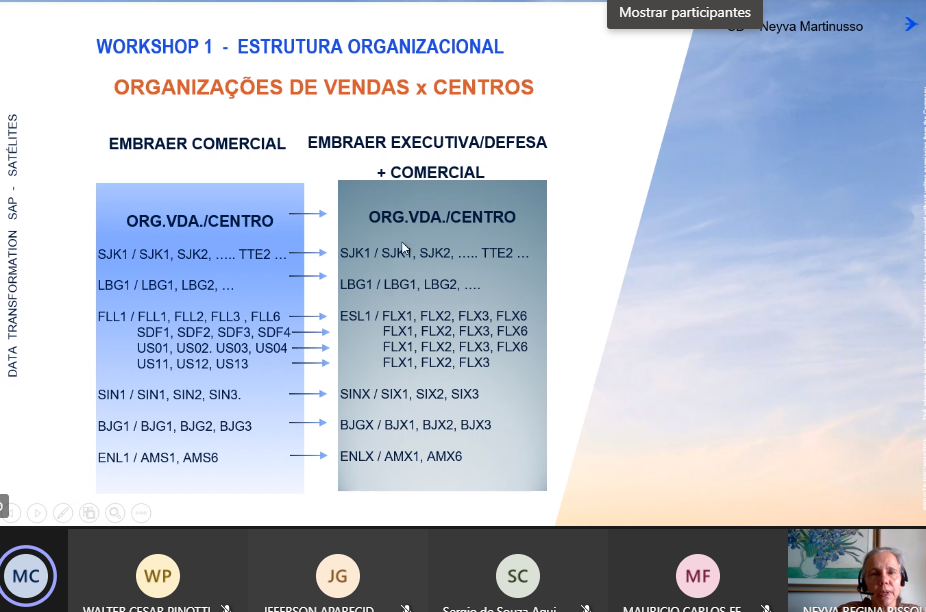 Mostrar participantes
Neyva Martinusso
WORKSHOP 1 - ESTRUTURA ORGANIZACIONAL
ORGANIZAÇÕES DE VENDAS x CENTROS
DATA TRANSFORMATION SAP - SATÉLITES
EMBRAER COMERCIAL
ORG.VDA./CENTRO
SJK1 / SJK1, SJK2, ..... TTE2 ...
LBG1 / LBG1, LBG2, ...
FLL1 / FLL1, FLL2, FLL3 , FLL6
SDF1, SDF2, SDF3, SDF4
US01, US02. US03, US04
US11, US12, US13
SIN1 / SIN1, SIN2, SIN3.
BJG1 / BJG1, BJG2, BJG3
ENL1 / AMS1, AMS6
EMBRAER EXECUTIVA/DEFESA
+ COMERCIAL
ORG.VDA./CENTRO
SJK1 / SJK1, SJK2, ..... TTE2 ...
LBG1 / LBG1, LBG2, ....
ESL1 / FLX1, FLX2, FLX3, FLX6
FLX1, FLX2, FLX3, FLX6
FLX1, FLX2, FLX3, FLX6
FLX1, FLX2, FLX3
SINX / SIX1, SIX2, SIX3
BJGX / BJX1, BJX2, BJX3
ENLX / AMX1, AMX6
MC
WP
WALTER CESAR PINOTTI
JG
JEFERSON APARECID
SC
Sergio de Souza Aqui
MF
MAURICIO CARLOS FE
NEYVA REGINA RISSOL